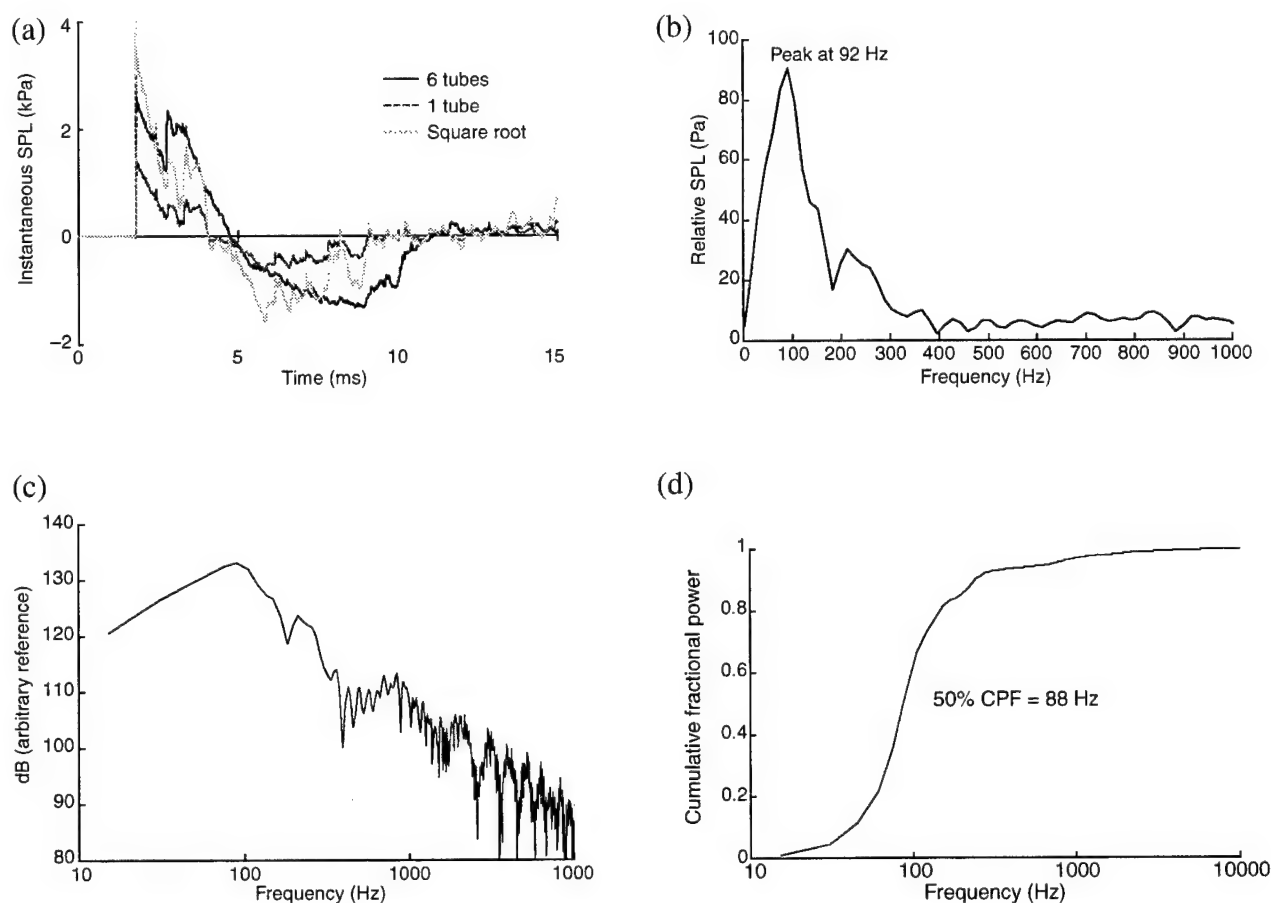 (a)
4
2
0
−2
Instantaneous SPL (kPa)
6 tubes
1 tube
Square root
0
5
10
15
Time (ms)
(b)
100
80
60
40
20
0
Relative SPL (Pa)
Peak at 92 Hz
0 100 200 300 400 500 600 700 800 900 1000
Frequency (Hz)
(c)
140
130
120
110
100
90
80
dB (arbitrary reference)
10 100 1000 1000
Frequency (Hz)
(d)
1
0.8
0.6
0.4
0.2
0
Cumulative fractional power
50% CPF = 88 Hz
10 100 1000 10000
Frequency (Hz)